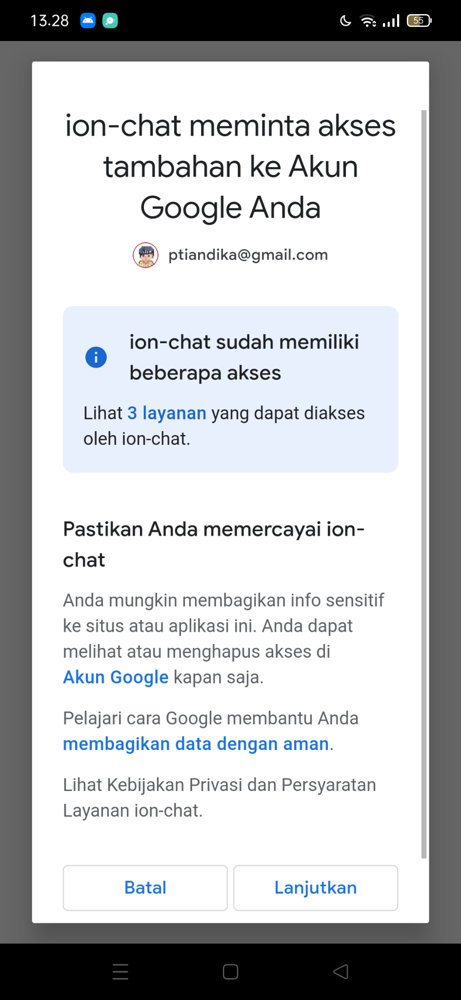 13.28
55
ion-chat meminta akses
tambahan ke Akun
Google Anda
ptiandika@gmail.com
ion-chat sudah memiliki
beberapa akses
Lihat 3 layanan yang dapat diakses
oleh ion-chat.
Pastikan Anda memercayai ion-
chat
Anda mungkin membagikan info sensitif
ke situs atau aplikasi ini. Anda dapat
melihat atau menghapus akses di
Akun Google kapan saja.
Pelajari cara Google membantu Anda
membagikan data dengan aman.
Lihat Kebijakan Privasi dan Persyaratan
Layanan ion-chat.
Batal
Lanjutkan